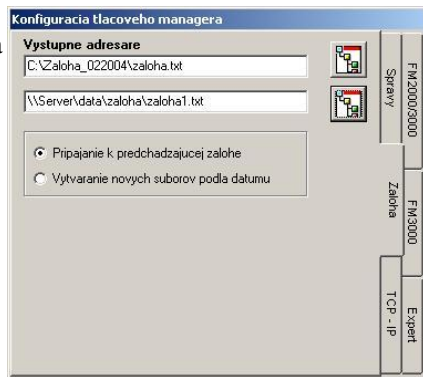 Konfiguracia tlacoveho managera
Vystupne adresare
C:\Zaloha_022004\zaloha.txt
\\Server\data\zaloha\zaloha1.txt
Pripajanie k predchadzajucej zalohe
Vytvaranie novych suborov podla datumu
Spravy
Zaloha
TCP - IP
FM2000/3000
FM3000
Expert